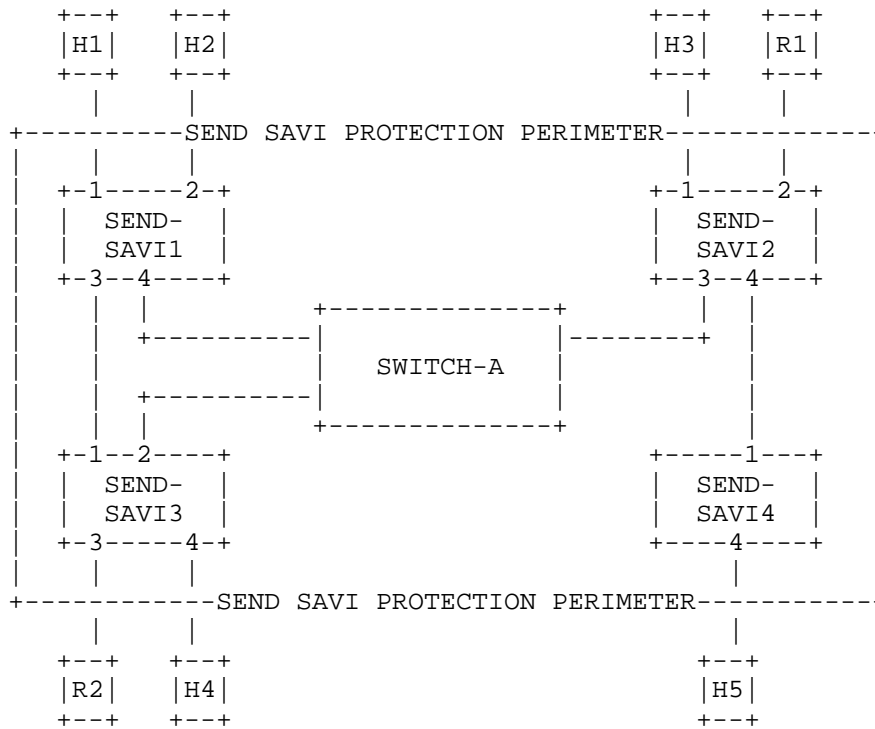 H1 H2 H3 R1
SEND SAVI PROTECTION PERIMETER
1 2 1 2
SEND- SEND-
SAVI1 SAVI2
3 4 3 4
SWITCH-A
1 2 1
SEND- SEND-
SAVI3 SAVI4
3 4 4
SEND SAVI PROTECTION PERIMETER
R2 H4 H5